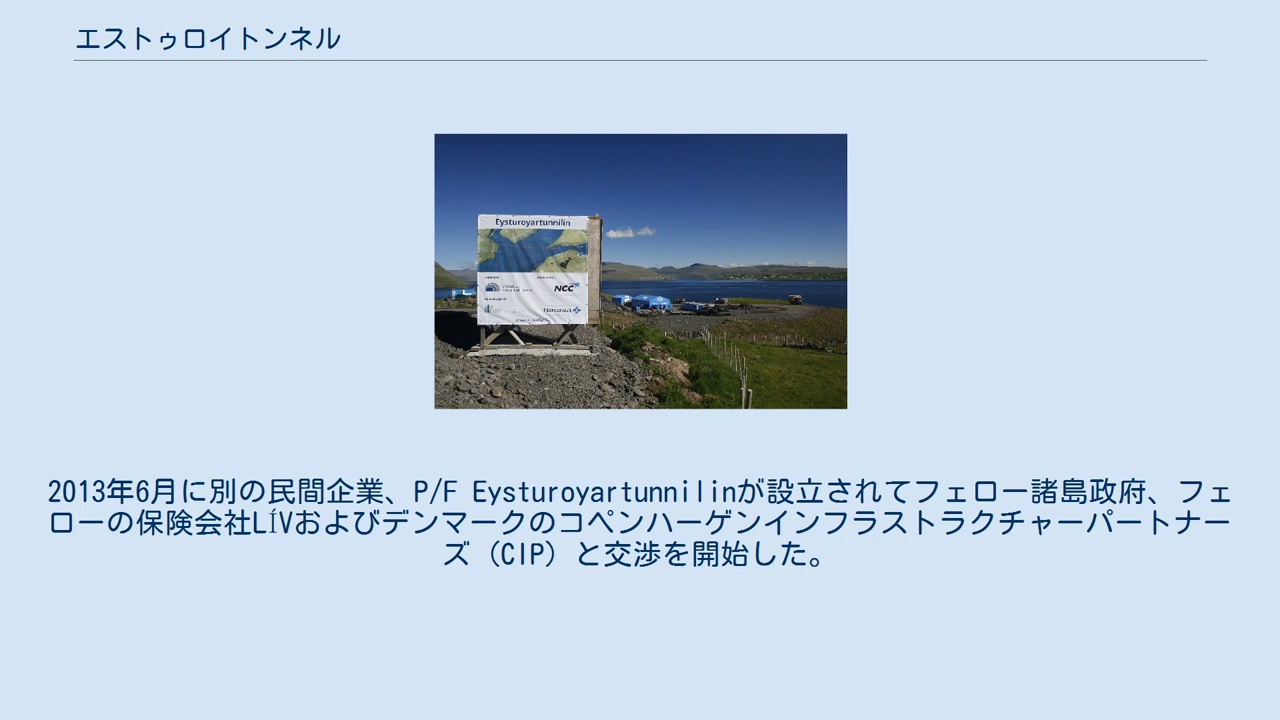 エストゥロイトンネル
Eysturoyartunnilin
NCC
Norconsult
2013年6月に別の民間企業、P/F Eysturoyartunnilinが設立されてフェロー諸島政府、フェ
ローの保険会社LÍVおよびデンマークのコペンハーゲンインフラストラクチャーパートナー
ズ（CIP）と交渉を開始した。